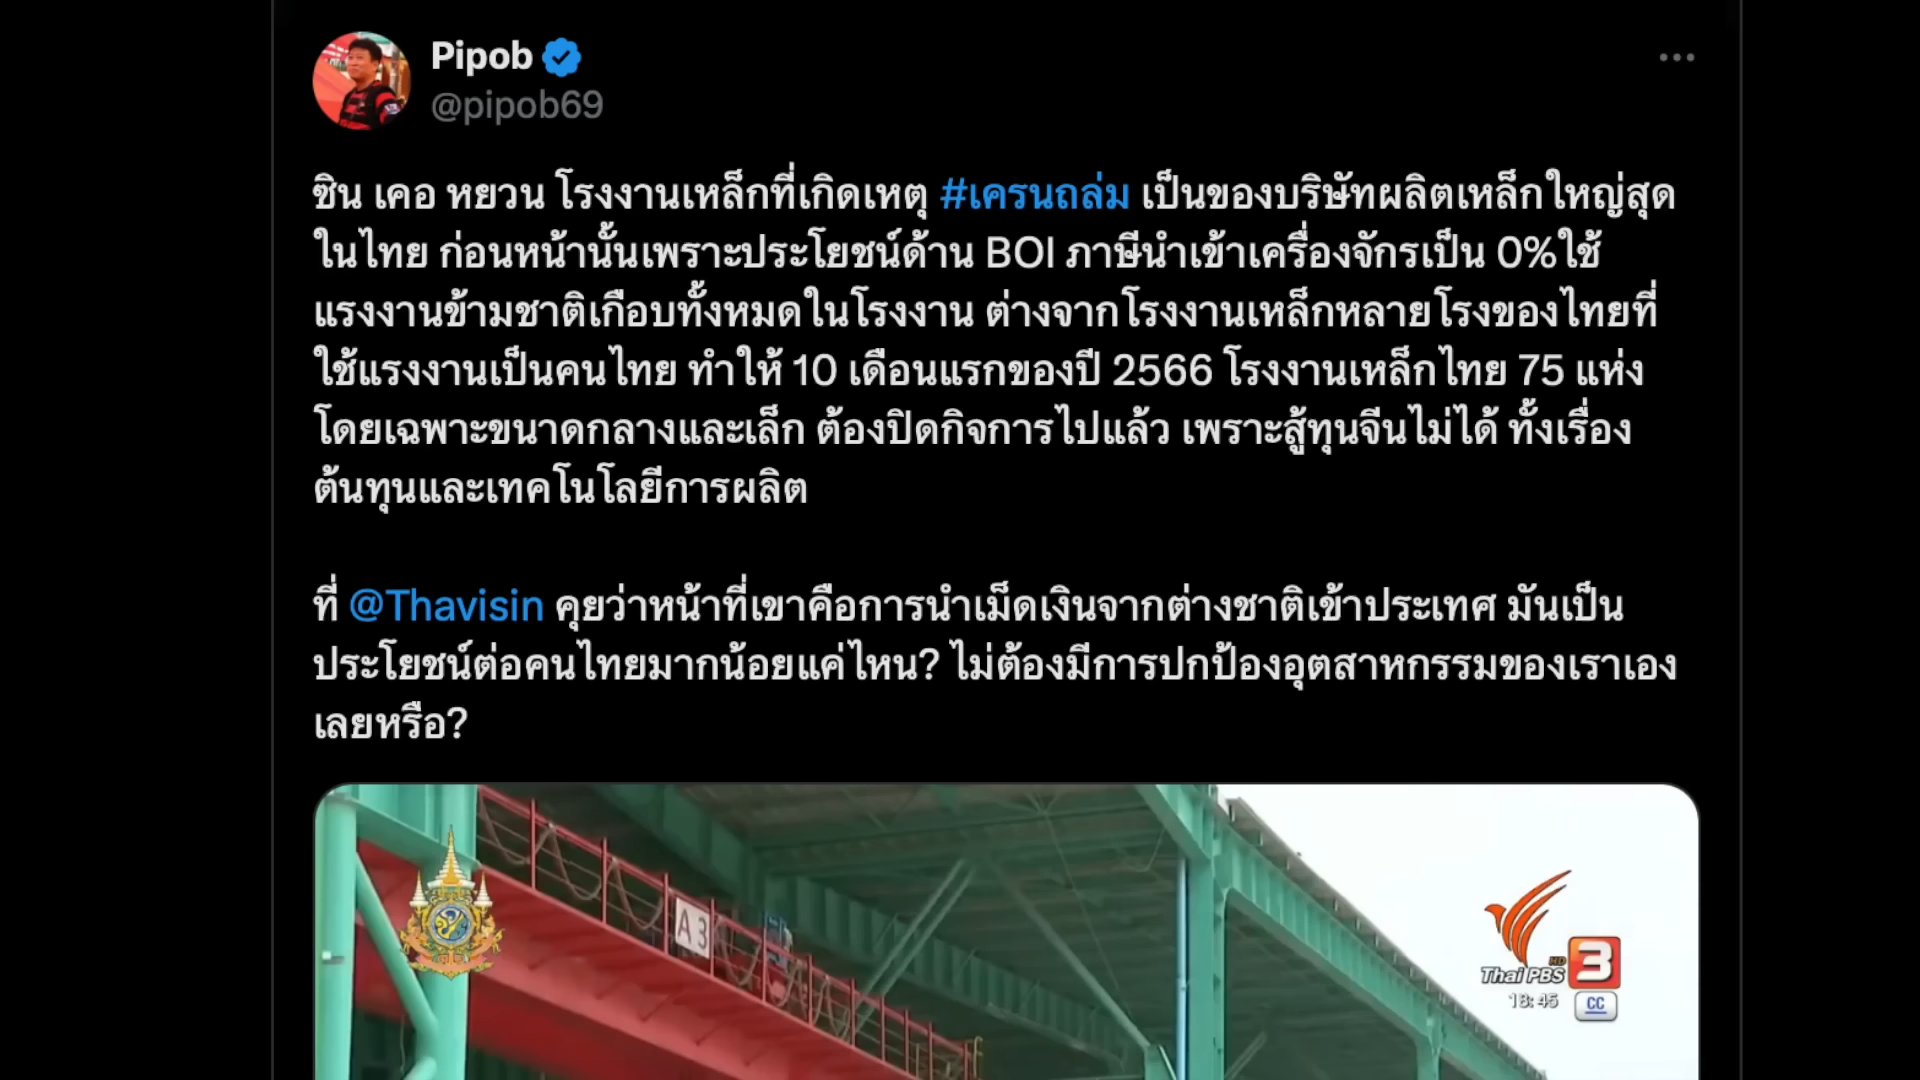 Pipob
@pipob69
ซิน เคอ หยวน โรงงานเหล็กที่เกิดเหตุ #เครนถล่ม เป็นของบริษัทผลิตเหล็กใหญ่สุด
ในไทย ก่อนหน้านั้นเพราะประโยชน์ด้าน BOI ภาษีนำเข้าเครื่องจักรเป็น 0%ใช้
แรงงานข้ามชาติเกือบทั้งหมดในโรงงาน ต่างจากโรงงานเหล็กหลายโรงของไทยที่
ใช้แรงงานเป็นคนไทย ทำให้ 10 เดือนแรกของปี 2566 โรงงานเหล็กไทย 75 แห่ง
โดยเฉพาะขนาดกลางและเล็ก ต้องปิดกิจการไปแล้ว เพราะสู้ทุนจีนไม่ได้ ทั้งเรื่อง
ต้นทุนและเทคโนโลยีการผลิต
ที่ @Thavisin คุยว่าหน้าที่เขาคือการนำเม็ดเงินจากต่างชาติเข้าประเทศ มันเป็น
ประโยชน์ต่อคนไทยมากน้อยแค่ไหน? ไม่ต้องมีการปกป้องอุตสาหกรรมของเราเอง
เลยหรือ?
A3
HD
Thai PBS 3
18:45 CC